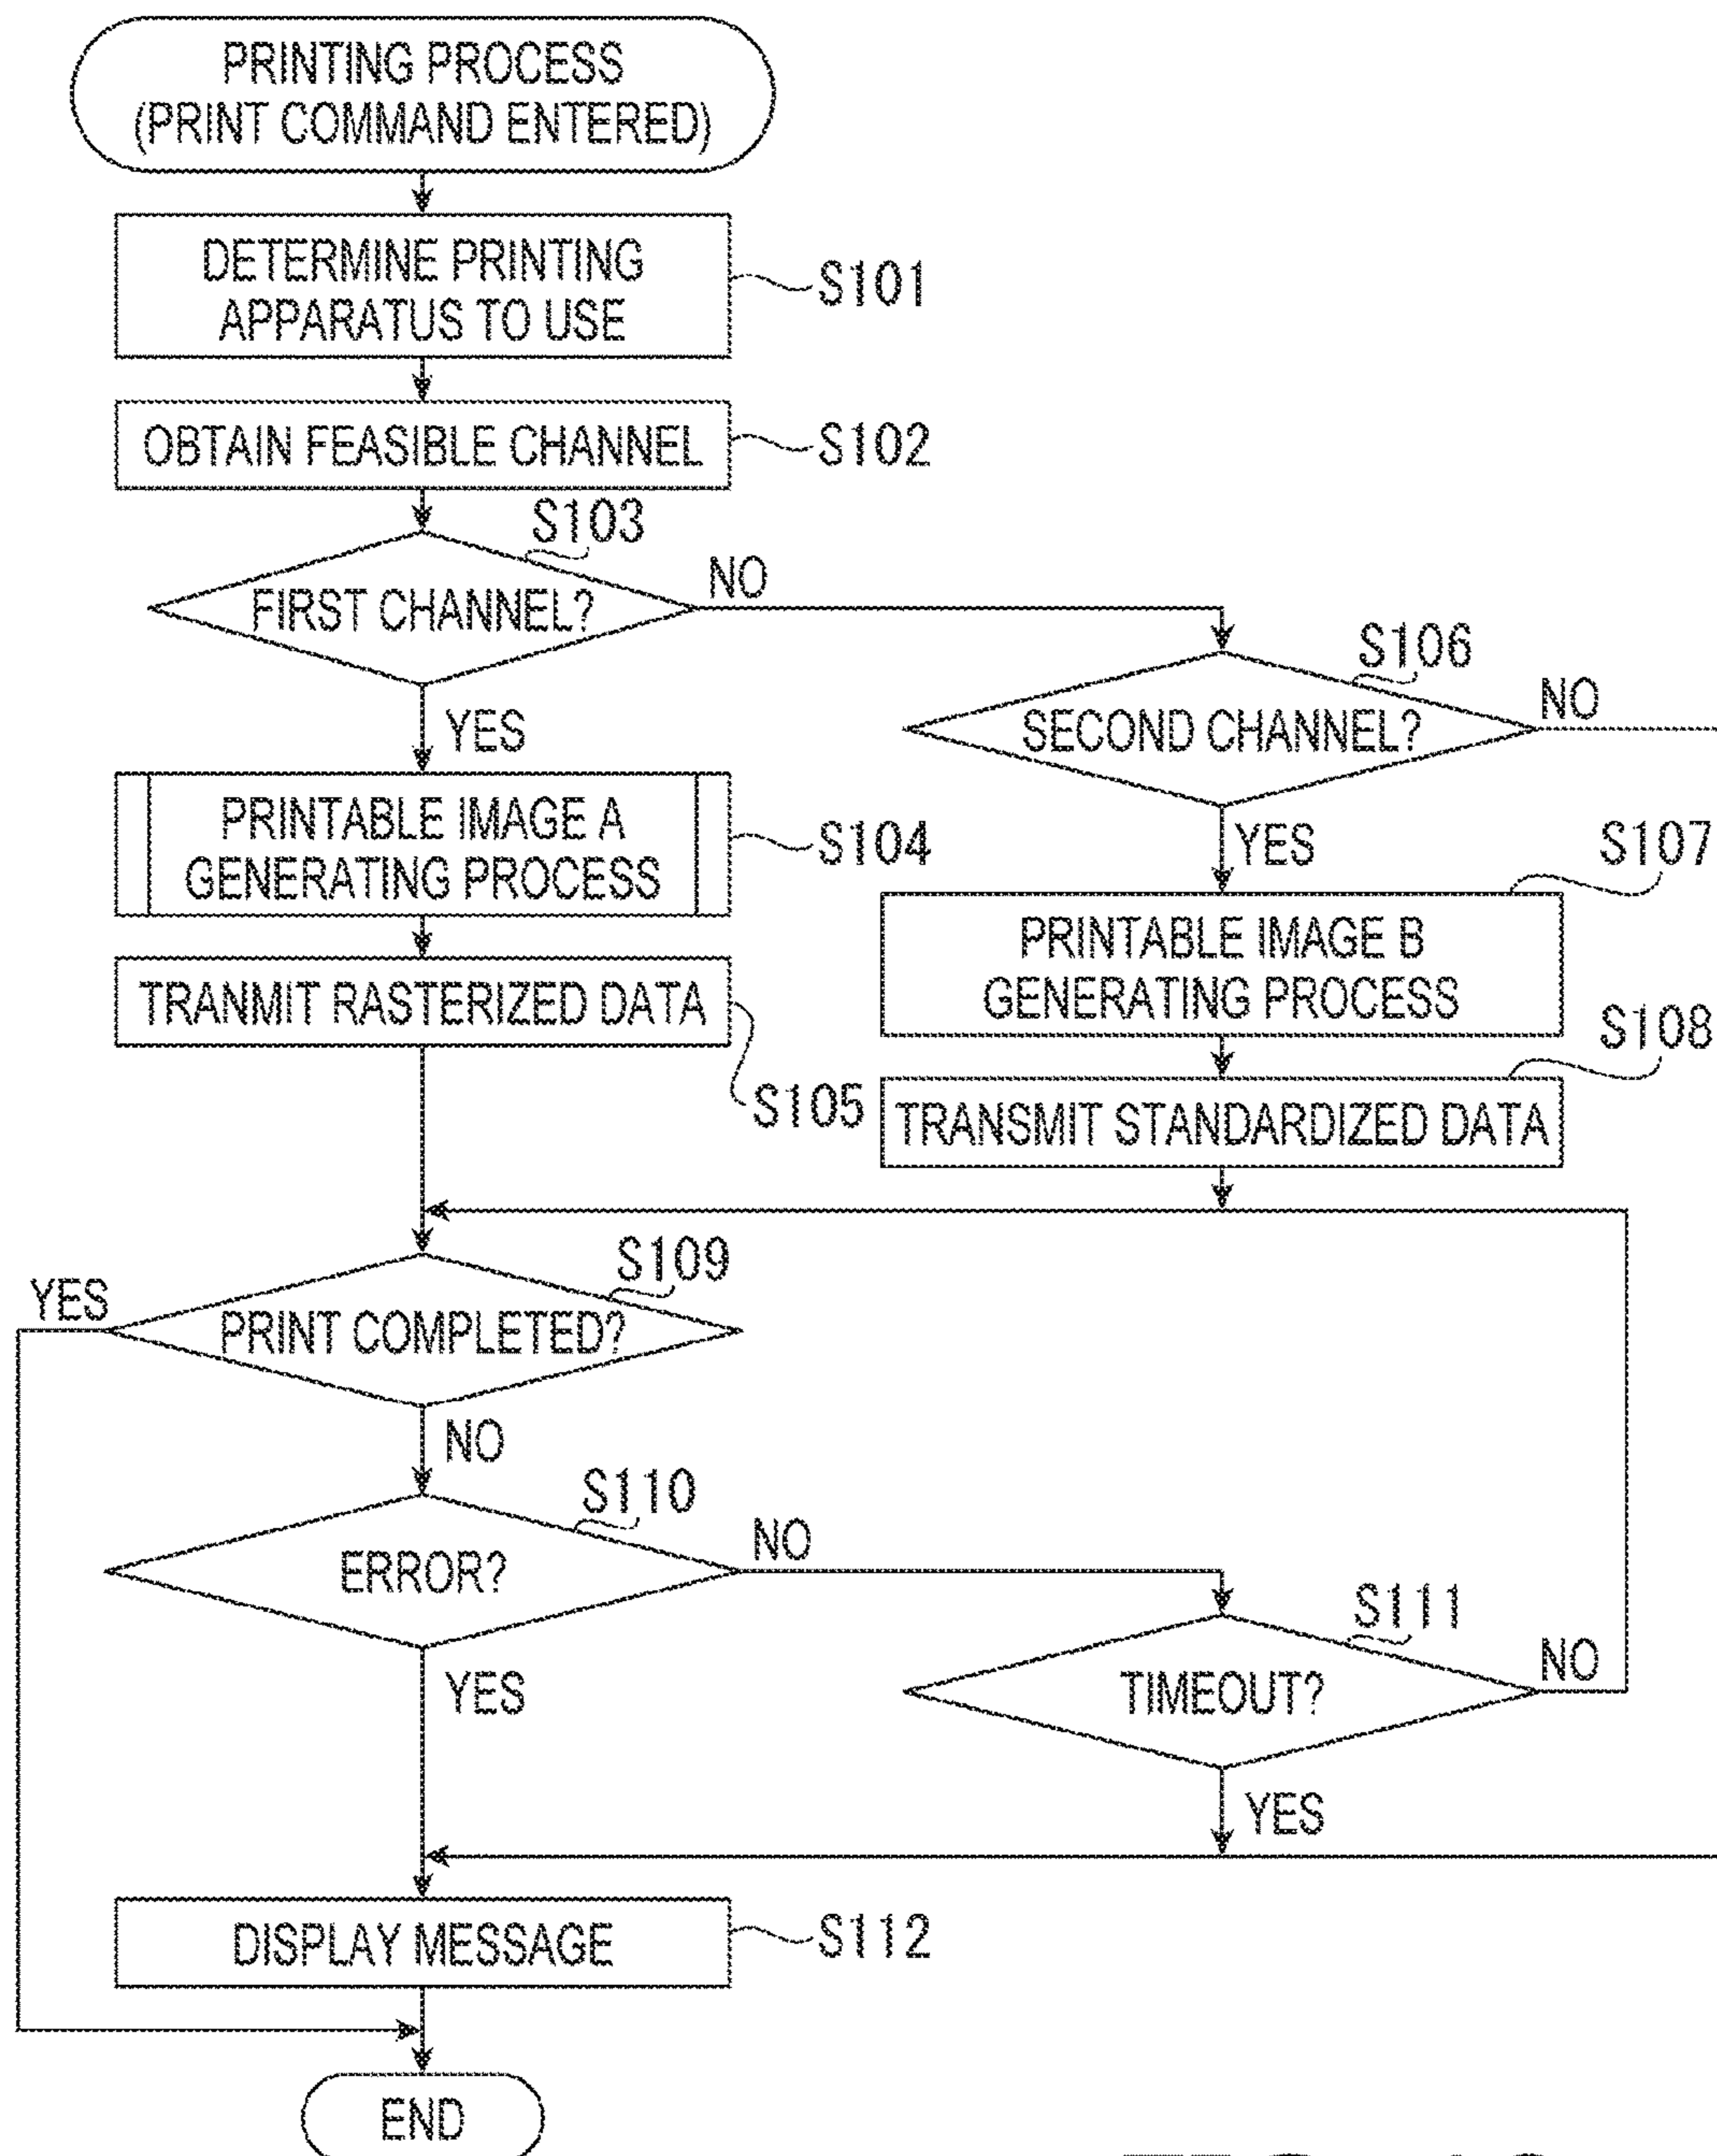 PRINTING PROCESS
(PRINT COMMAND ENTERED)
DETERMINE PRINTING
APPARATUS TO USE
S101
OBTAIN FEASIBLE CHANNEL
S102
S103
FIRST CHANNEL?
NO
YES
S106
SECOND CHANNEL?
NO
YES
PRINTABLE IMAGE A
GENERATING PROCESS
S104
S107
PRINTABLE IMAGE B
GENERATING PROCESS
TRANMIT RASTERIZED DATA
S105
S108
TRANSMIT STANDARDIZED DATA
S109
YES
PRINT COMPLETED?
NO
S110
ERROR?
NO
YES
S111
TIMEOUT?
NO
YES
DISPLAY MESSAGE
S112
END